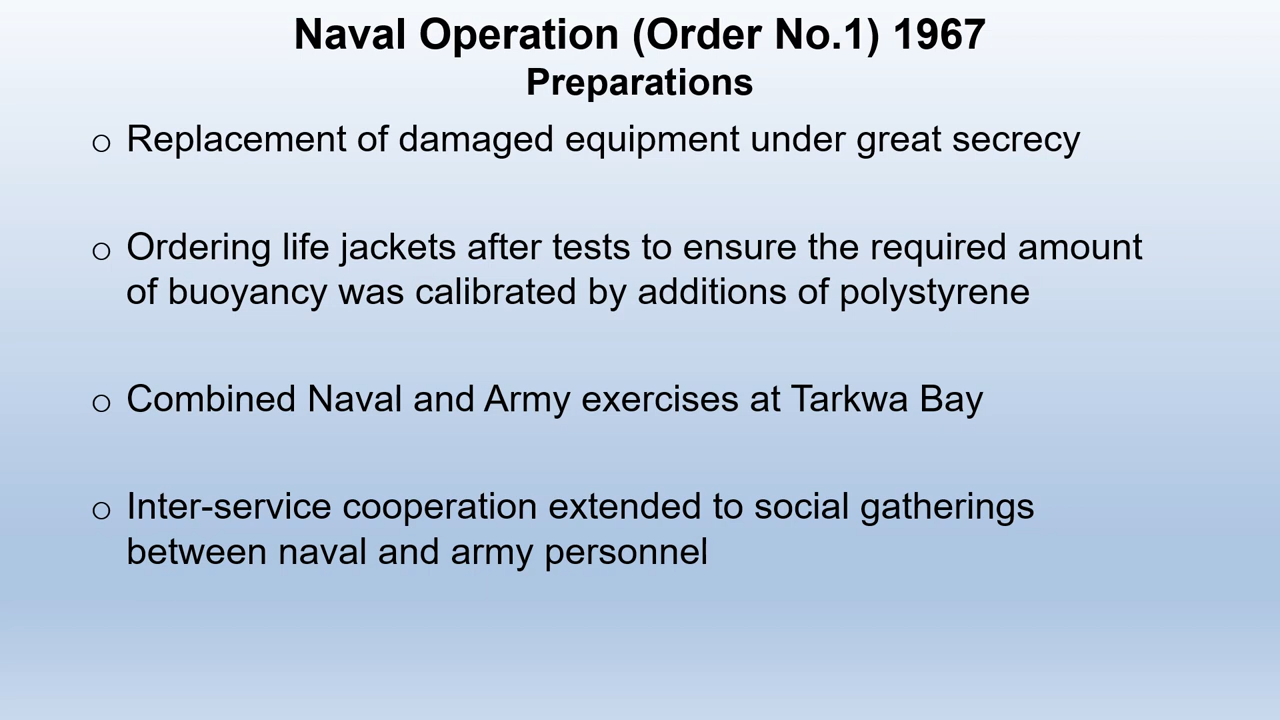 Naval Operation (Order No.1) 1967
Preparations
o Replacement of damaged equipment under great secrecy
o Ordering life jackets after tests to ensure the required amount
of buoyancy was calibrated by additions of polystyrene
o Combined Naval and Army exercises at Tarkwa Bay
o Inter-service cooperation extended to social gatherings
between naval and army personnel